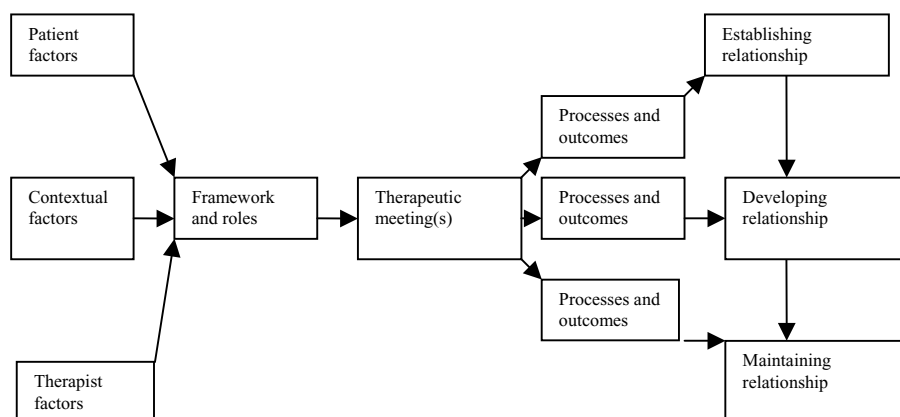 Patient
factors
Establishing
relationship
Processes and
outcomes
Contextual
factors
Framework
and roles
Therapeutic
meeting(s)
Processes and
outcomes
Developing
relationship
Processes and
outcomes
Therapist
factors
Maintaining
relationship